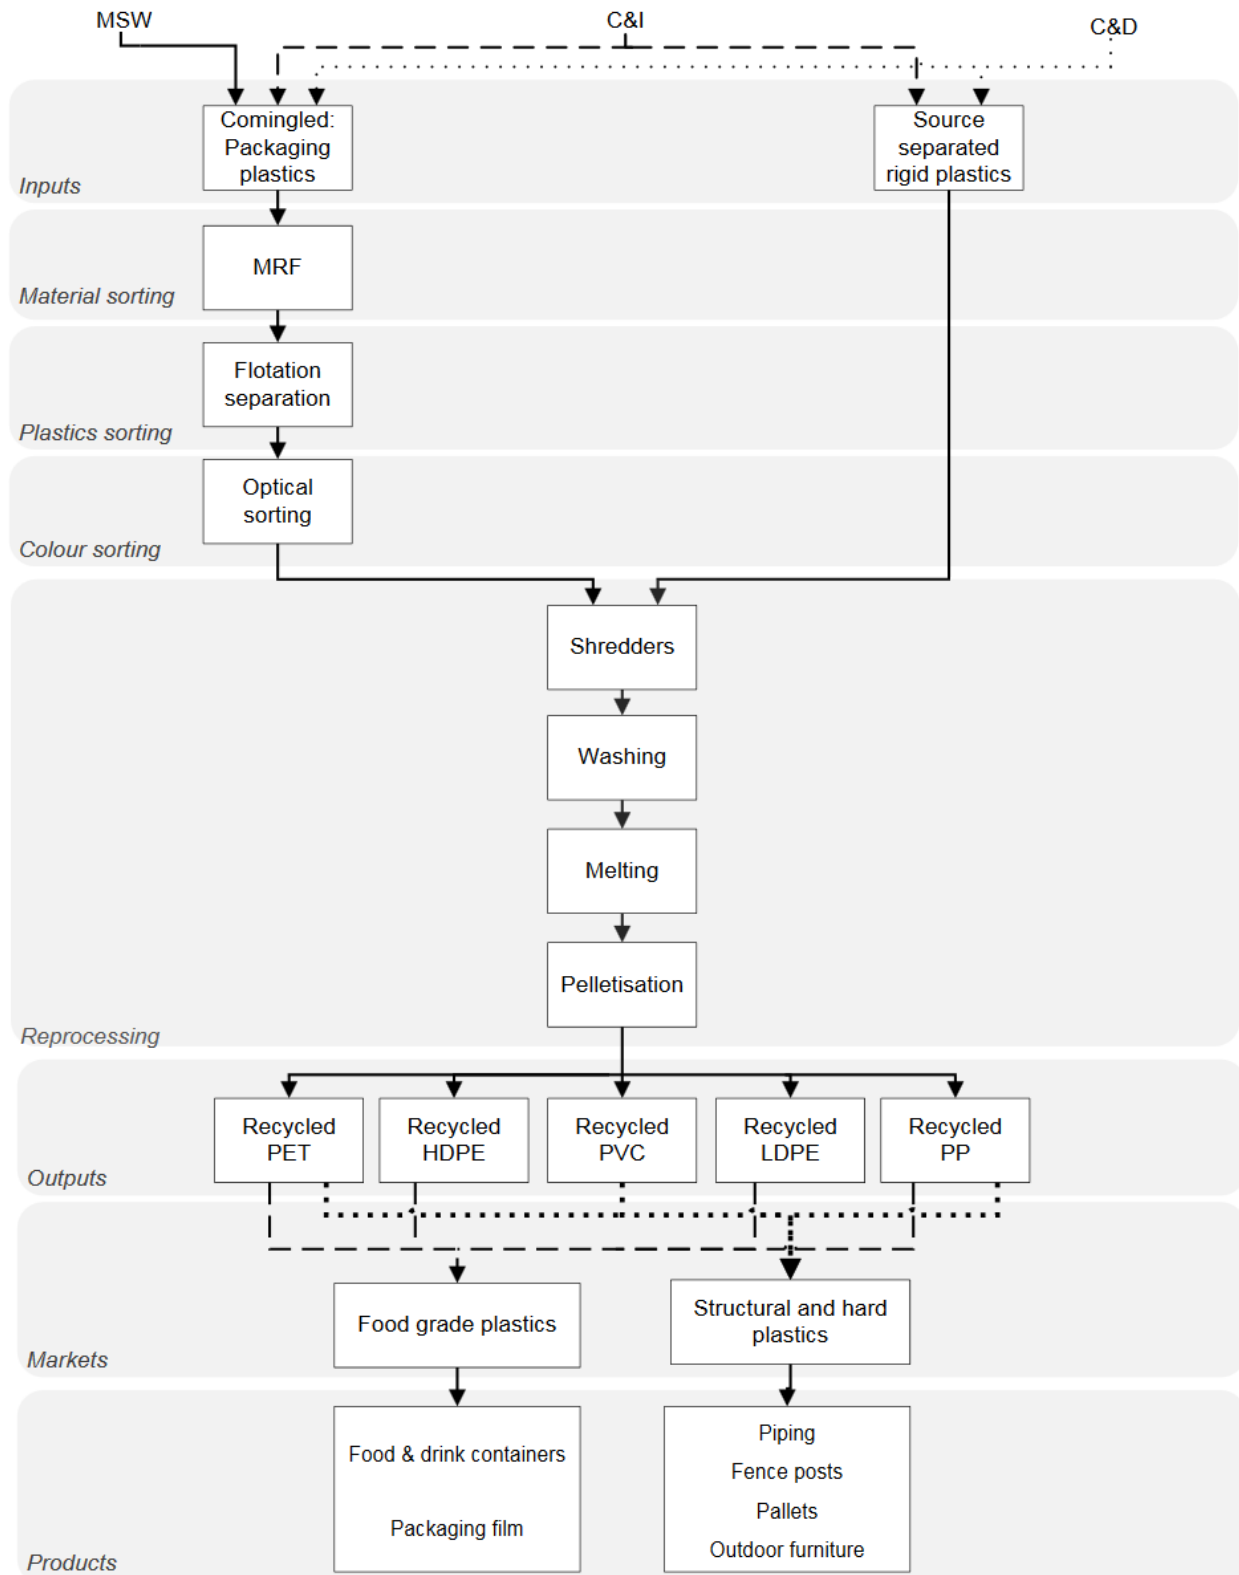 MSW
C&I
C&D
Comingled:
Packaging
plastics
Source
separated
rigid plastics
Inputs
MRF
Material sorting
Flotation
separation
Plastics sorting
Optical
sorting
Colour sorting
Shredders
Washing
Melting
Pelletisation
Reprocessing
Recycled
PET
Recycled
HDPE
Recycled
PVC
Recycled
LDPE
Recycled
PP
Outputs
Food grade plastics
Structural and hard
plastics
Markets
Food & drink containers
Packaging film
Piping
Fence posts
Pallets
Outdoor furniture
Products